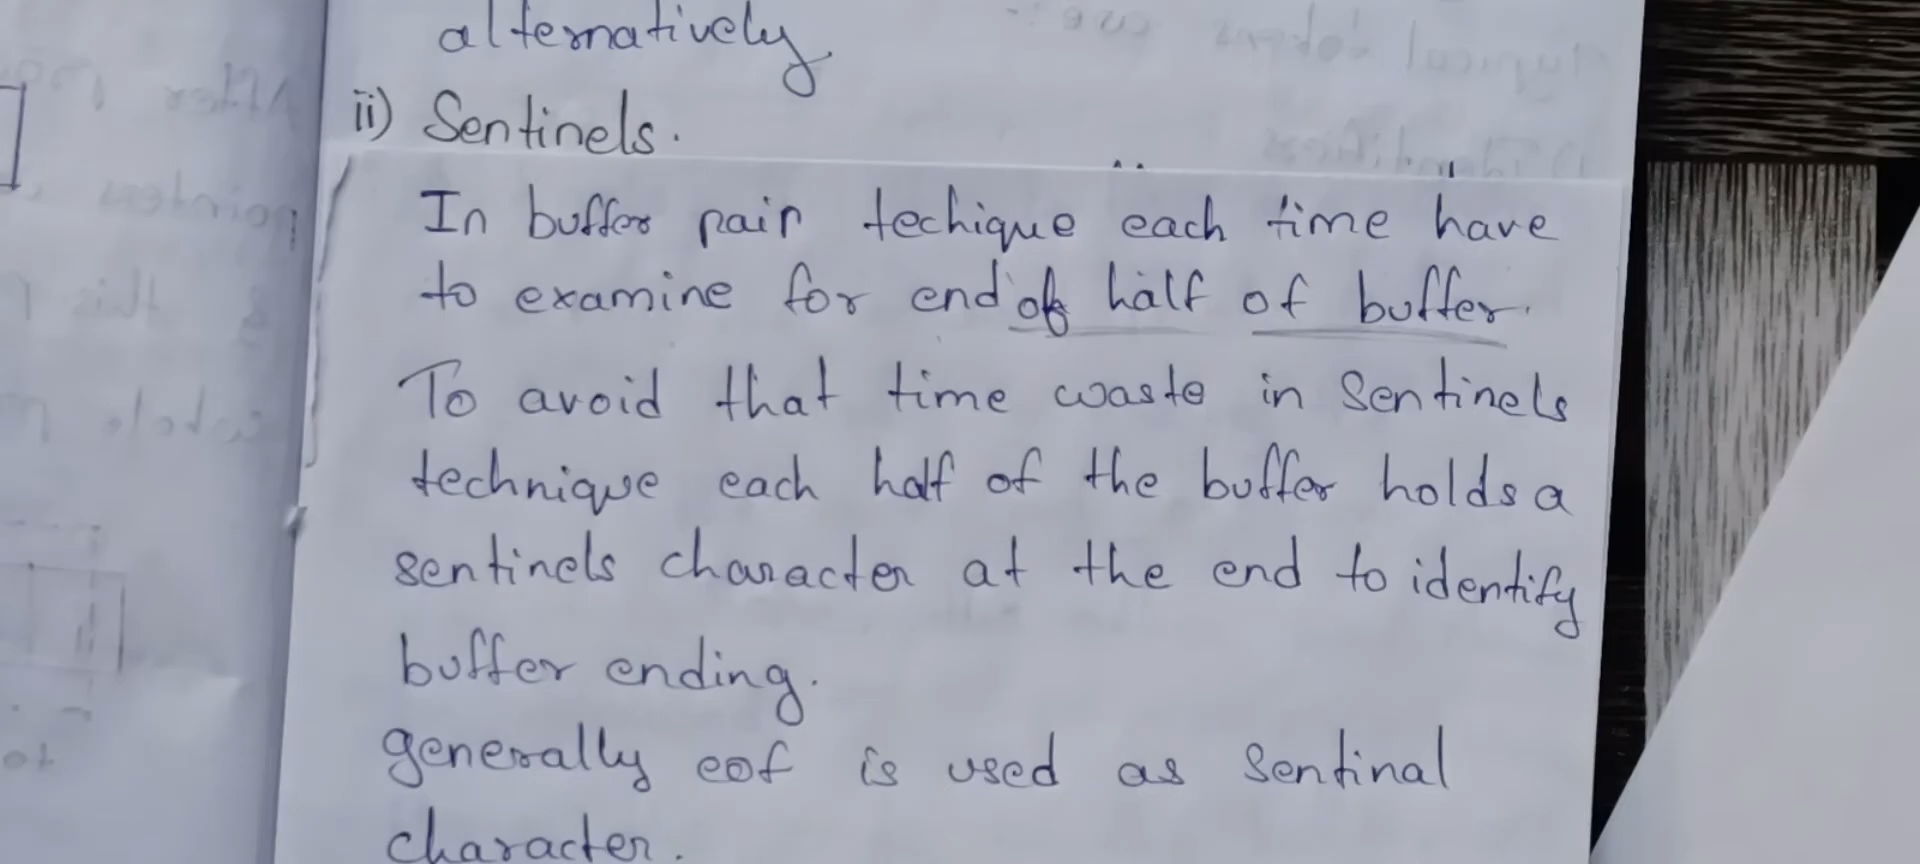 alternatively
ii) Sentinels.
In buffer pair techique each time have
to examine for end of half of buffer.
To avoid that time waste in Sentinels
technique each half of the buffer holds a
sentinels character at the end to identify
buffer ending.
generally eof is used as Sentinal
character.